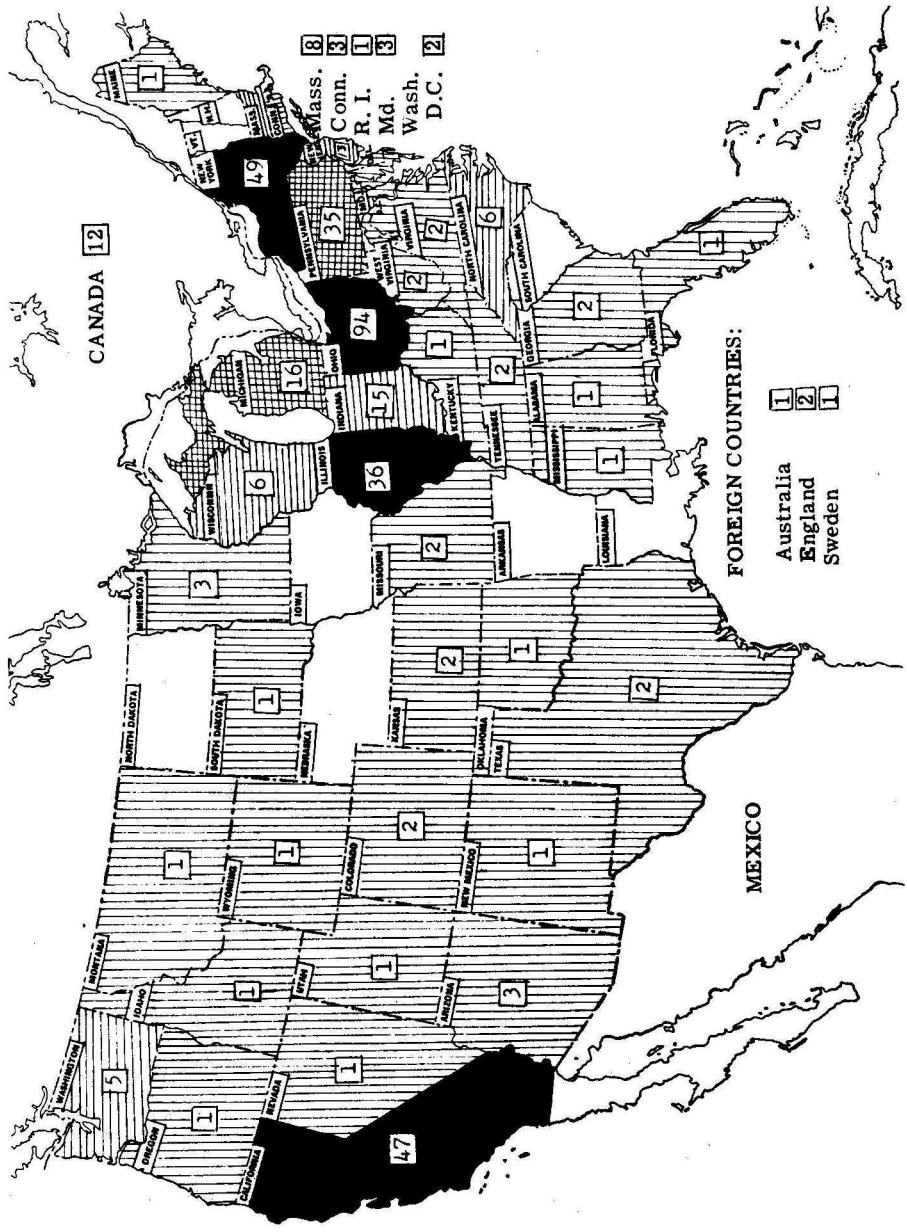 CANADA 12
WASHINGTON
5
MONTANA
1
NORTH DAKOTA
MINNESOTA
3
WISCONSIN
6
MICHIGAN
16
MAINE
1
VT.
N.H.
NEW YORK
49
MASS.
CONN.
OREGON
1
IDAHO
1
WYOMING
1
SOUTH DAKOTA
1
IOWA
ILLINOIS
36
INDIANA
15
OHIO
94
PENNSYLVANIA
35
NEW
MD.
CALIFORNIA
47
NEVADA
1
UTAH
1
COLORADO
2
NEBRASKA
KANSAS
2
MISSOURI
2
KENTUCKY
1
WEST VIRGINIA
2
VIRGINIA
2
ARIZONA
3
NEW MEXICO
1
OKLAHOMA
1
TEXAS
2
ARKANSAS
TENNESSEE
2
NORTH CAROLINA
6
SOUTH CAROLINA
LOUISIANA
MISSISSIPPI
1
ALABAMA
1
GEORGIA
2
FLORIDA
1
Mass. 8
Conn. 3
R. I. 1
Md. 3
Wash.
D.C. 2
MEXICO
FOREIGN COUNTRIES:
Australia 1
England 2
Sweden 1